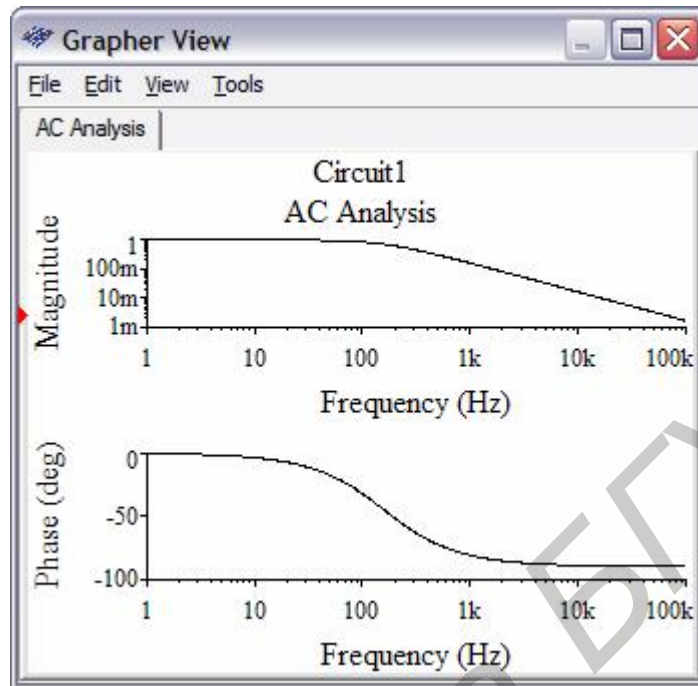 Grapher View
File Edit View Tools
AC Analysis
Circuit1
AC Analysis
Magnitude
1
100m
10m
1m
1 10 100 1k 10k 100k
Frequency (Hz)
Phase (deg)
0
-50
-100
1 10 100 1k 10k 100k
Frequency (Hz)